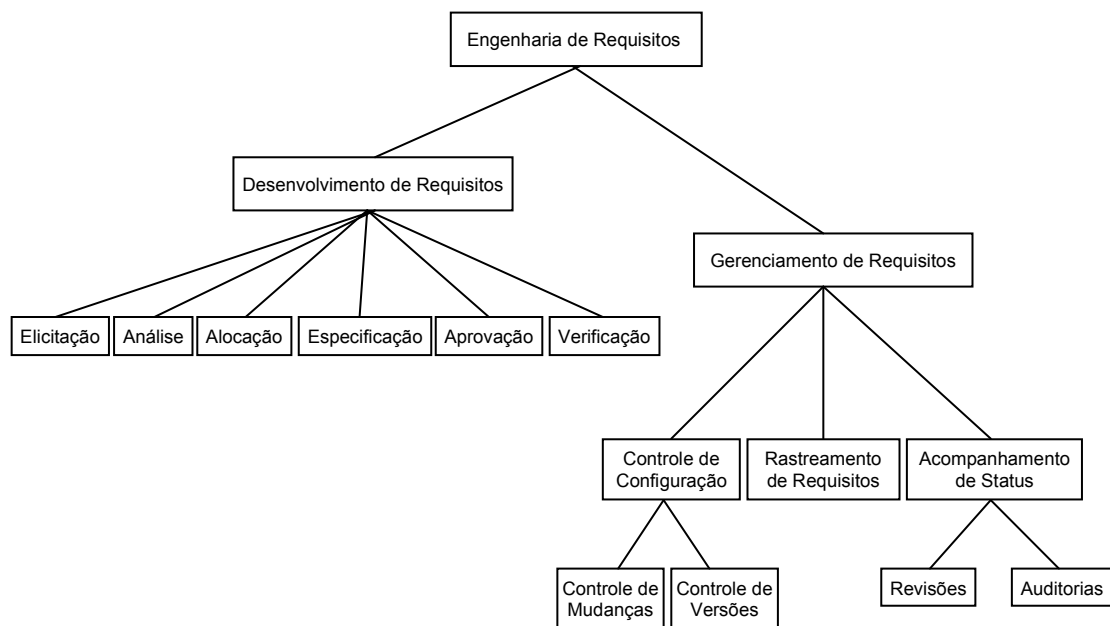 Engenharia de Requisitos
Desenvolvimento de Requisitos
Gerenciamento de Requisitos
Elicitação
Análise
Alocação
Especificação
Aprovação
Verificação
Controle de
Configuração
Rastreamento
de Requisitos
Acompanhamento
de Status
Controle de
Mudanças
Controle de
Versões
Revisões
Auditorias